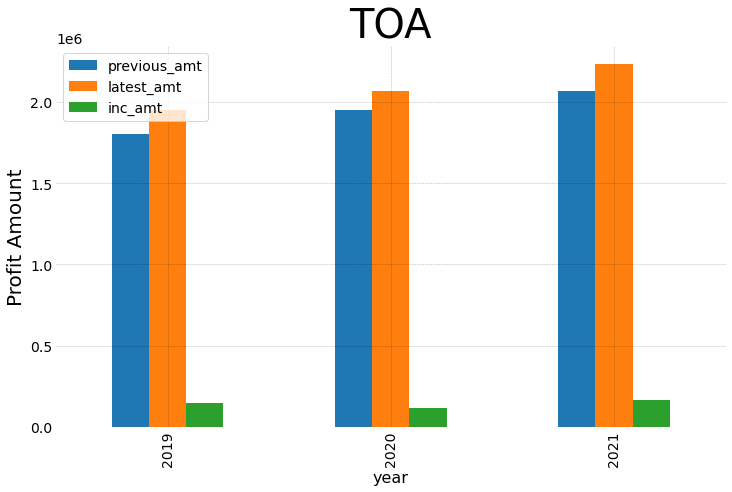 TOA
1e6
previous_amt
latest_amt
inc_amt
2.0
1.5
1.0
0.5
0.0
Profit Amount
2019
2020
2021
year